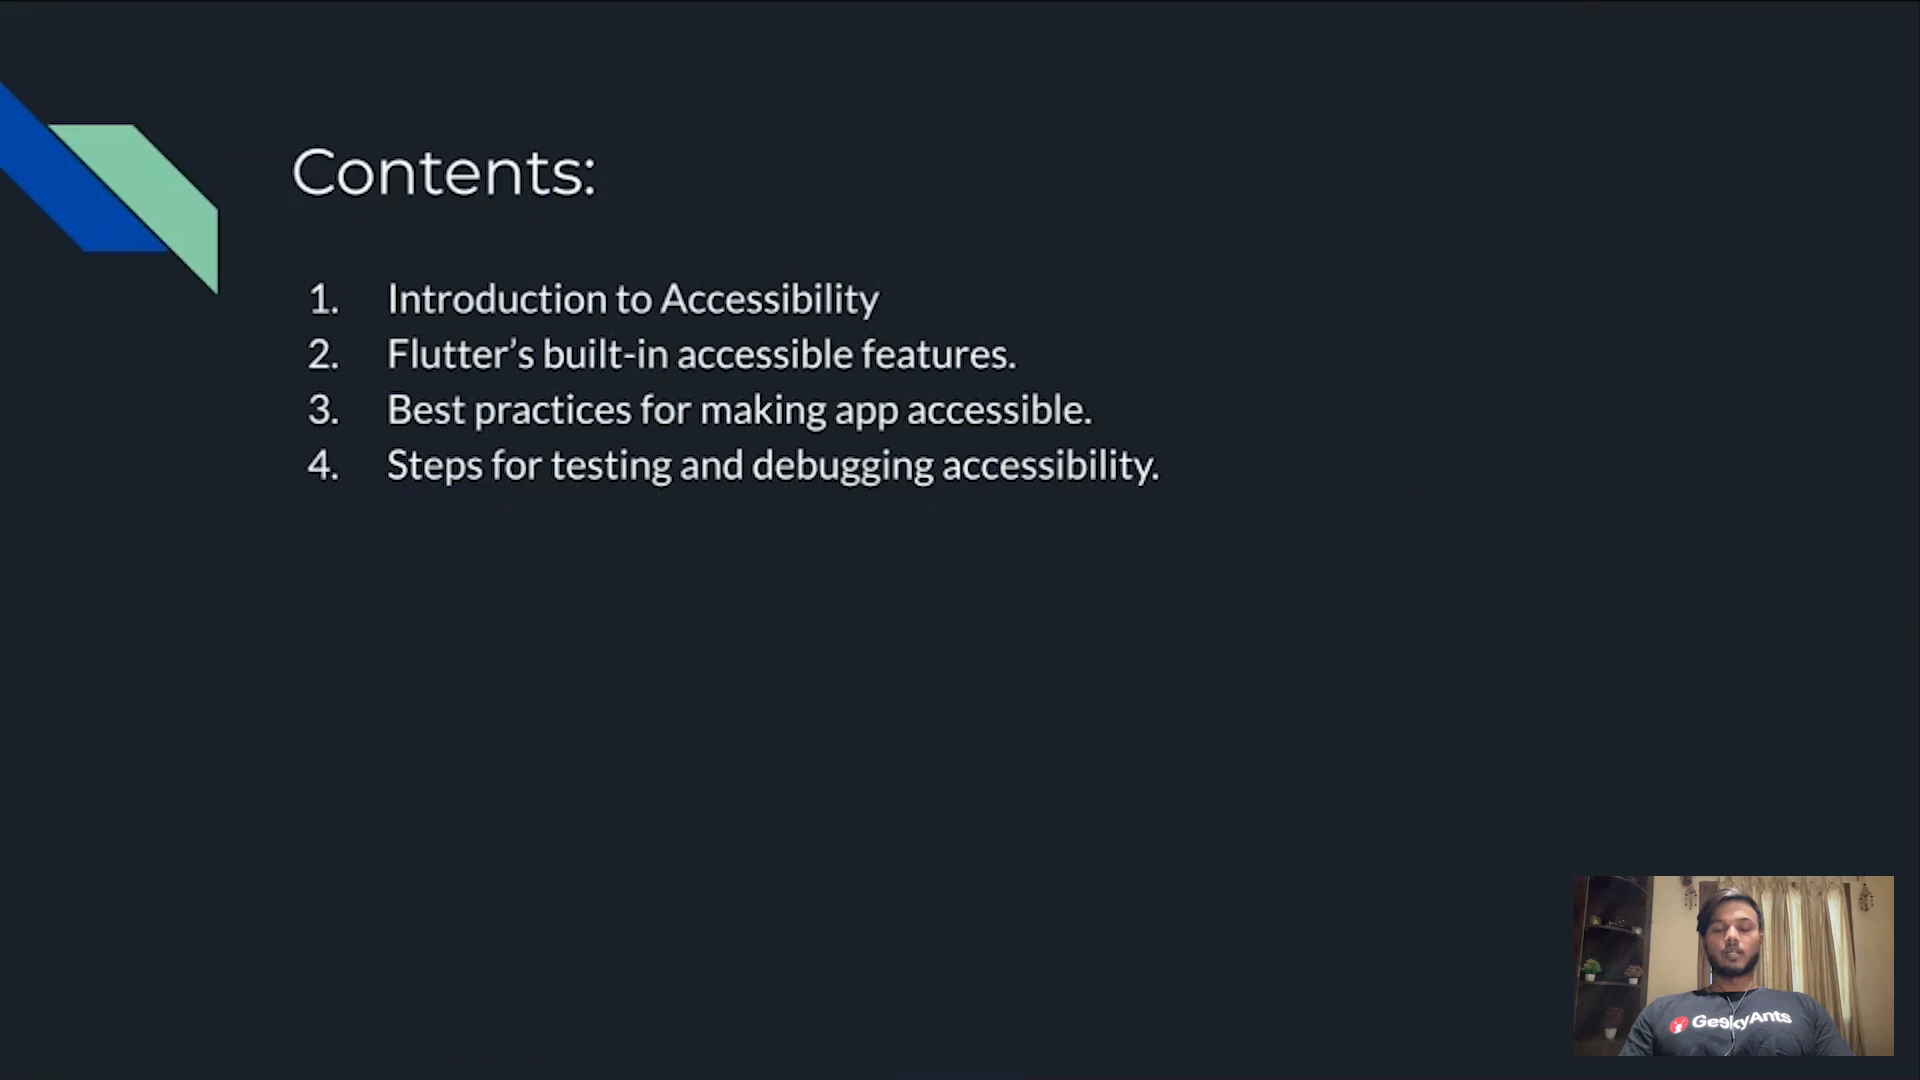 Contents:
1. Introduction to Accessibility
2. Flutter’s built-in accessible features.
3. Best practices for making app accessible.
4. Steps for testing and debugging accessibility.
GeekyAnts